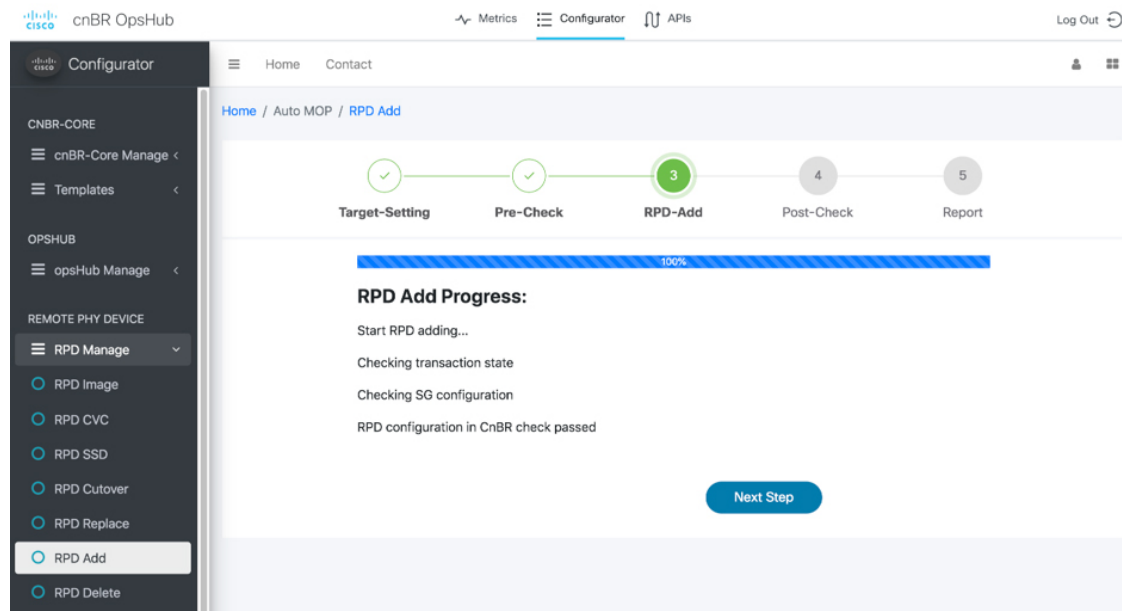 cisco cnBR OpsHub Metrics Configurator APIs Log Out
cisco Configurator Home Contact
Home / Auto MOP / RPD Add
CNBR-CORE
cnBR-Core Manage
Templates
OPSHUB
opsHub Manage
REMOTE PHY DEVICE
RPD Manage
RPD Image
RPD CVC
RPD SSD
RPD Cutover
RPD Replace
RPD Add
RPD Delete
3 4 5
Target-Setting Pre-Check RPD-Add Post-Check Report
100%
RPD Add Progress:
Start RPD adding...
Checking transaction state
Checking SG configuration
RPD configuration in CnBR check passed
Next Step